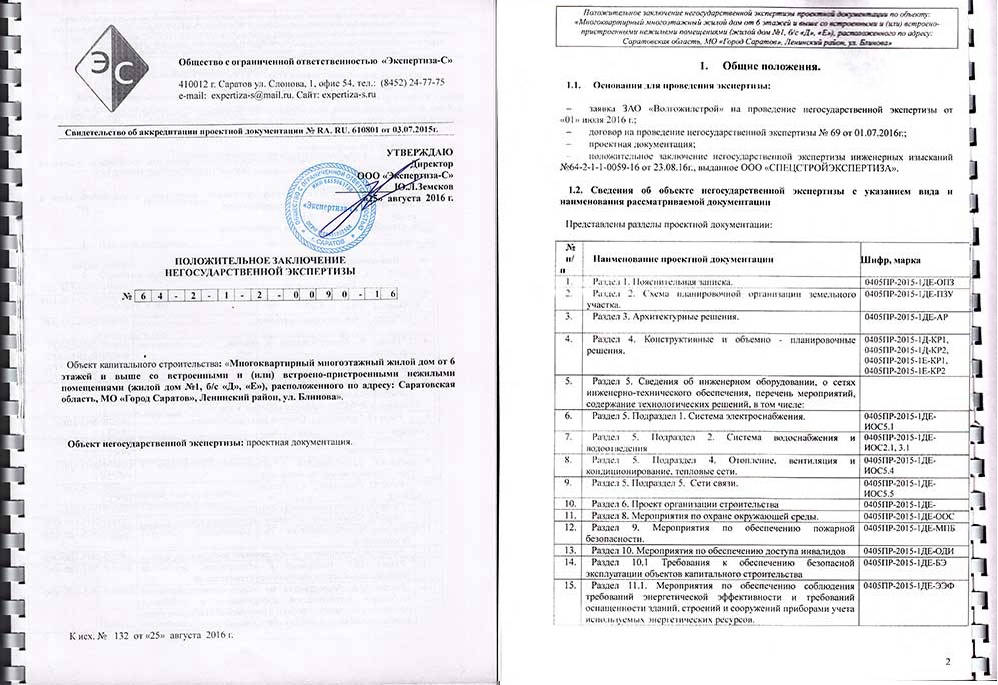 ЭС
Общество с ограниченной ответственностью «Экспертиза-С»
410012 г. Саратов ул. Слонова, 1, офис 54, тел.: (8452) 24-77-75
e-mail: expertiza-s@mail.ru. Сайт: expertiza-s.ru
Свидетельство об аккредитации проектной документации № RA. RU. 610801 от 03.07.2015г.
УТВЕРЖДАЮ
Директор
ООО «Экспертиза-С»
Ю.Л.Земсков
«25» августа 2016 г.
«Экспертиза
САРАТОВ
ПОЛОЖИТЕЛЬНОЕ ЗАКЛЮЧЕНИЕ
НЕГОСУДАРСТВЕННОЙ ЭКСПЕРТИЗЫ
№ 6 4 - 2 - 1 - 2 - 0 0 9 0 - 1 6
Объект капитального строительства: «Многоквартирный многоэтажный жилой дом от 6
этажей и выше со встроенными и (или) встроено-пристроенными нежилыми
помещениями (жилой дом №1, б/с «Д», «Е»), расположенного по адресу: Саратовская
область, МО «Город Саратов», Ленинский район, ул. Блинова».
Объект негосударственной экспертизы: проектная документация.
К исх. № 132 от «25» августа 2016 г.
Положительное заключение негосударственной экспертизы проектной документации по объекту:
«Многоквартирный многоэтажный жилой дом от 6 этажей и выше со встроенными и (или) встроено-
пристроенными нежилыми помещениями (жилой дом №1, б/с «Д», «Е»), расположенного по адресу:
Саратовская область, МО «Город Саратов», Ленинский район, ул. Блинова»
1. Общие положения.
1.1. Основания для проведения экспертизы:
– заявка ЗАО «Волгожилстрой» на проведение негосударственной экспертизы от
«01» июля 2016 г.;
– договор на проведение негосударственной экспертизы № 69 от 01.07.2016г.;
– проектная документация;
– положительное заключение негосударственной экспертизы инженерных изысканий
№64-2-1-1-0059-16 от 23.08.16г., выданное ООО «СПЕЦСТРОЙЭКСПЕРТИЗА».
1.2. Сведения об объекте негосударственной экспертизы с указанием вида и
наименования рассматриваемой документации
Представлены разделы проектной документации:
№ п/п Наименование проектной документации Шифр, марка
1. Раздел 1. Пояснительная записка. 0405ПР-2015-1ДЕ-ОПЗ
2. Раздел 2. Схема планировочной организации земельного 0405ПР-2015-1ДЕ-ПЗУ
участка.
3. Раздел 3. Архитектурные решения. 0405ПР-2015-1ДЕ-АР
4. Раздел 4. Конструктивные и объемно - планировочные 0405ПР-2015-1Д-КР1,
решения. 0405ПР-2015-1Д-КР2,
0405ПР-2015-1Е-КР1,
0405ПР-2015-1Е-КР2
5. Раздел 5. Сведения об инженерном оборудовании, о сетях
инженерно-технического обеспечения, перечень мероприятий,
содержание технологических решений, в том числе:
6. Раздел 5. Подраздел 1. Система электроснабжения. 0405ПР-2015-1ДЕ-
ИОС5.1
7. Раздел 5. Подраздел 2. Система водоснабжения и 0405ПР-2015-1ДЕ-
водоотведения ИОС2.1, 3.1
8. Раздел 5. Подраздел 4. Отопление, вентиляция и 0405ПР-2015-1ДЕ-
кондиционирование, тепловые сети. ИОС5.4
9. Раздел 5. Подраздел 5. Сети связи. 0405ПР-2015-1ДЕ-
ИОС5.5
10. Раздел 6. Проект организации строительства 0405ПР-2015-1ДЕ-
11. Раздел 8. Мероприятия по охране окружающей среды. 0405ПР-2015-1ДЕ-ООС
12. Раздел 9. Мероприятия по обеспечению пожарной 0405ПР-2015-1ДЕ-МПБ
безопасности.
13. Раздел 10. Мероприятия по обеспечению доступа инвалидов 0405ПР-2015-1ДЕ-ОДИ
14. Раздел 10.1 Требования к обеспечению безопасной 0405ПР-2015-1ДЕ-БЭ
эксплуатации объектов капитального строительства
15. Раздел 11.1. Мероприятия по обеспечению соблюдения 0405ПР-2015-1ДЕ-ЭЭФ
требований энергетической эффективности и требований
оснащенности зданий, строений и сооружений приборами учета
используемых энергетических ресурсов.
2